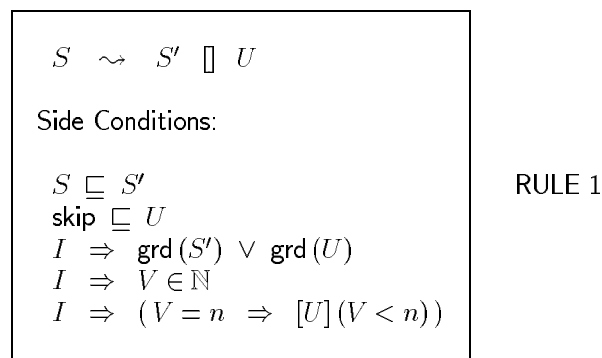 S ⇝ S′ [] U
Side Conditions:
S ⊑ S′
skip ⊑ U
I ⇒ grd (S′) ∨ grd (U)
I ⇒ V ∈ ℕ
I ⇒ ( V = n ⇒ [U] (V < n) )
RULE 1